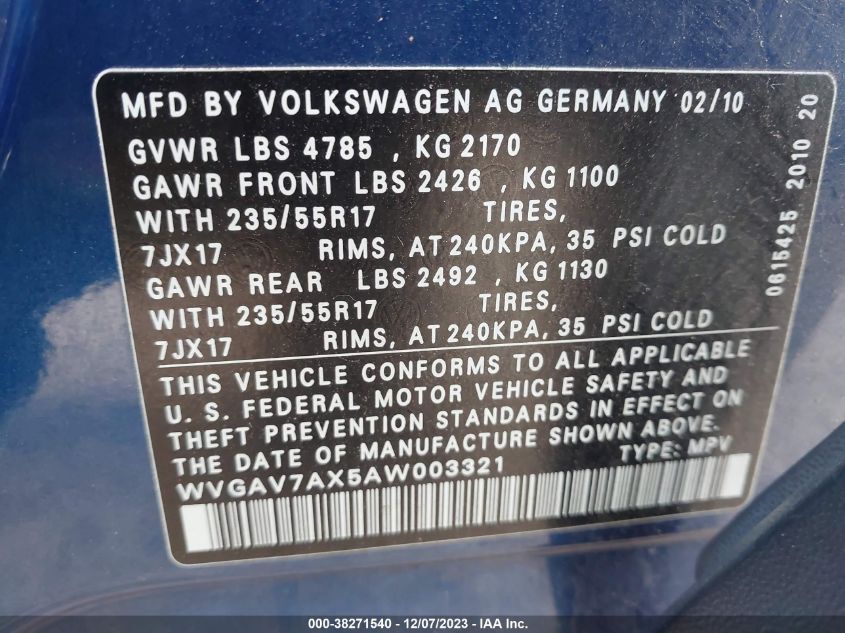 MFD BY VOLKSWAGEN AG GERMANY 02/10
GVWR LBS 4785 , KG 2170
GAWR FRONT LBS 2426 , KG 1100
WITH 235/55R17 TIRES,
7JX17 RIMS, AT 240KPA, 35 PSI COLD
GAWR REAR LBS 2492 , KG 1130
WITH 235/55R17 TIRES,
7JX17 RIMS, AT 240KPA, 35 PSI COLD
THIS VEHICLE CONFORMS TO ALL APPLICABLE
U. S. FEDERAL MOTOR VEHICLE SAFETY AND
THEFT PREVENTION STANDARDS IN EFFECT ON
THE DATE OF MANUFACTURE SHOWN ABOVE.
TYPE: MPV
WVGAV7AX5AW003321
0615425 2010 20
000-38271540 - 12/07/2023 - IAA Inc.